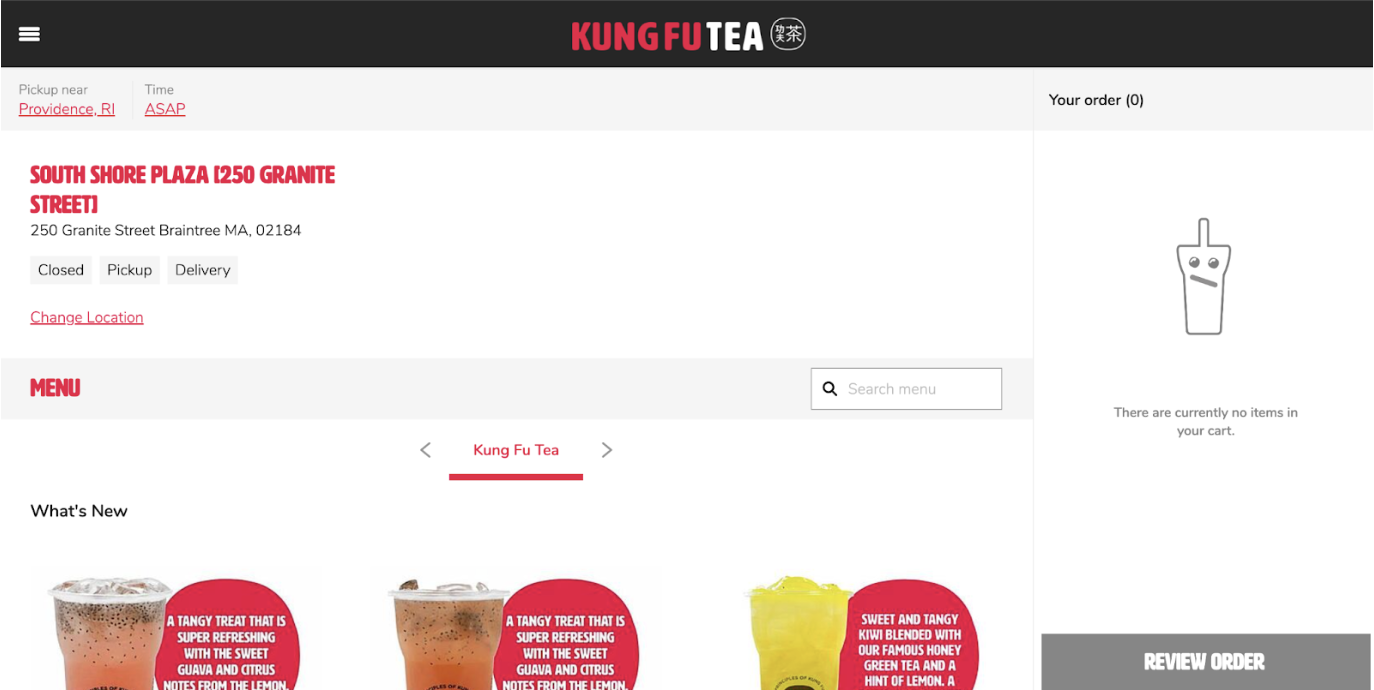 KUNG FU TEA 功夫茶
Pickup near
Providence, RI
Time
ASAP
Your order (0)
SOUTH SHORE PLAZA [250 GRANITE
STREET]
250 Granite Street Braintree MA, 02184
Closed
Pickup
Delivery
Change Location
MENU
Search menu
There are currently no items in
your cart.
Kung Fu Tea
What's New
A TANGY TREAT THAT IS
SUPER REFRESHING
WITH THE SWEET
GUAVA AND CITRUS
NOTES FROM THE LEMON.
A TANGY TREAT THAT IS
SUPER REFRESHING
WITH THE SWEET
GUAVA AND CITRUS
NOTES FROM THE LEMON.
SWEET AND TANGY
KIWI BLENDED WITH
OUR FAMOUS HONEY
GREEN TEA AND A
HINT OF LEMON. A
REVIEW ORDER